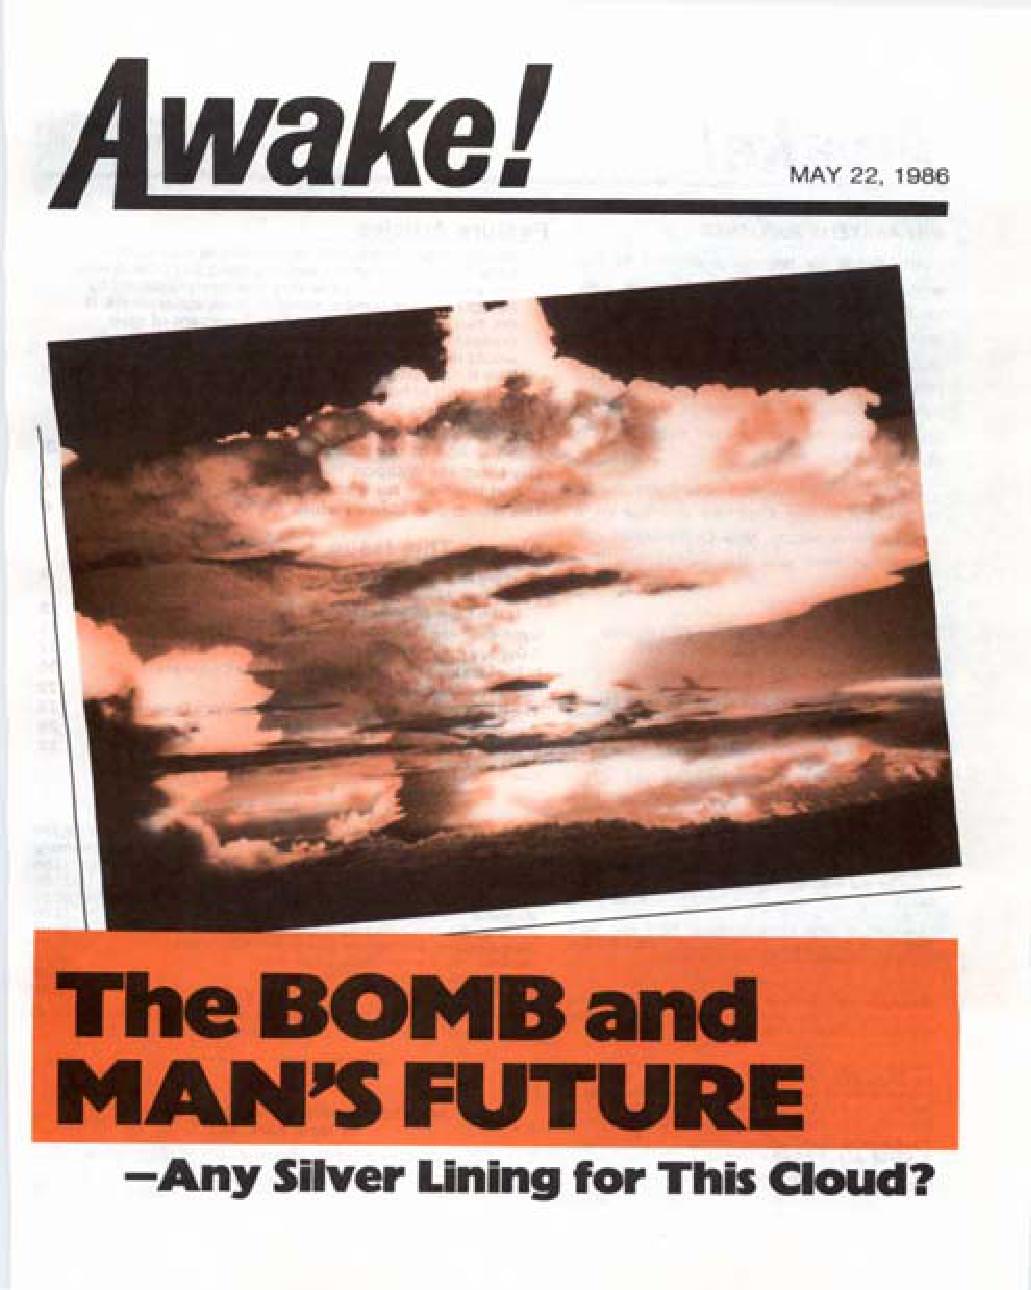 Awake!
MAY 22, 1986
The BOMB and
MAN'S FUTURE
—Any Silver Lining for This Cloud?